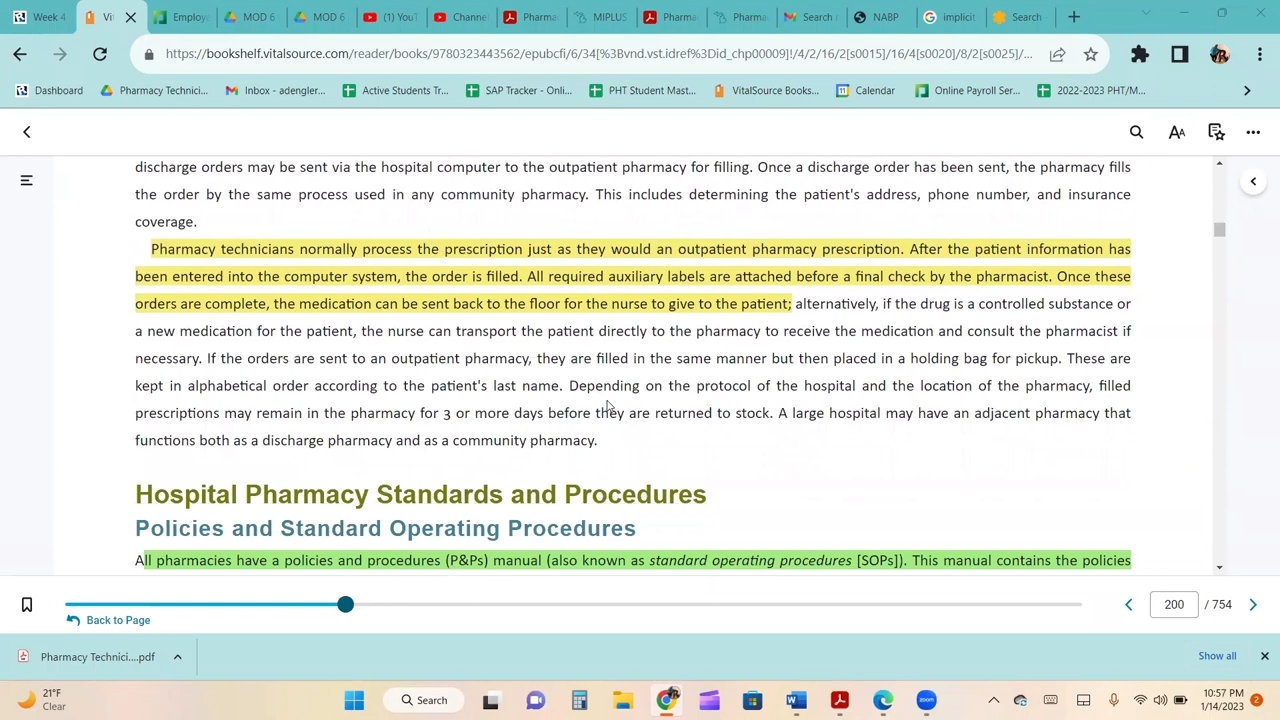 Week 4
Vi
Employe
MOD 6
MOD 6
(1) YouT
Channe
Pharma
MIPLUS
Pharma
Pharma
Search r
NABP
implicit
Search -
https://bookshelf.vitalsource.com/reader/books/9780323443562/epubcfi/6/34[%3Bvnd.vst.idref%3Did_chp00009]!/4/2/16/2[s0015]/16/4[s0020]/8/2[s0025]/...
Dashboard
Pharmacy Technici...
Inbox - adengler...
Active Students Tr...
SAP Tracker - Onli...
PHT Student Mast...
VitalSource Books...
Calendar
Online Payroll Ser...
2022-2023 PHT/M...
discharge orders may be sent via the hospital computer to the outpatient pharmacy for filling. Once a discharge order has been sent, the pharmacy fills
the order by the same process used in any community pharmacy. This includes determining the patient's address, phone number, and insurance
coverage.
Pharmacy technicians normally process the prescription just as they would an outpatient pharmacy prescription. After the patient information has
been entered into the computer system, the order is filled. All required auxiliary labels are attached before a final check by the pharmacist. Once these
orders are complete, the medication can be sent back to the floor for the nurse to give to the patient; alternatively, if the drug is a controlled substance or
a new medication for the patient, the nurse can transport the patient directly to the pharmacy to receive the medication and consult the pharmacist if
necessary. If the orders are sent to an outpatient pharmacy, they are filled in the same manner but then placed in a holding bag for pickup. These are
kept in alphabetical order according to the patient's last name. Depending on the protocol of the hospital and the location of the pharmacy, filled
prescriptions may remain in the pharmacy for 3 or more days before they are returned to stock. A large hospital may have an adjacent pharmacy that
functions both as a discharge pharmacy and as a community pharmacy.
Hospital Pharmacy Standards and Procedures
Policies and Standard Operating Procedures
All pharmacies have a policies and procedures (P&Ps) manual (also known as standard operating procedures [SOPs]). This manual contains the policies
200 / 754
Back to Page
Pharmacy Technici....pdf
Show all
21°F
Clear
Search
10:57 PM
1/14/2023
2